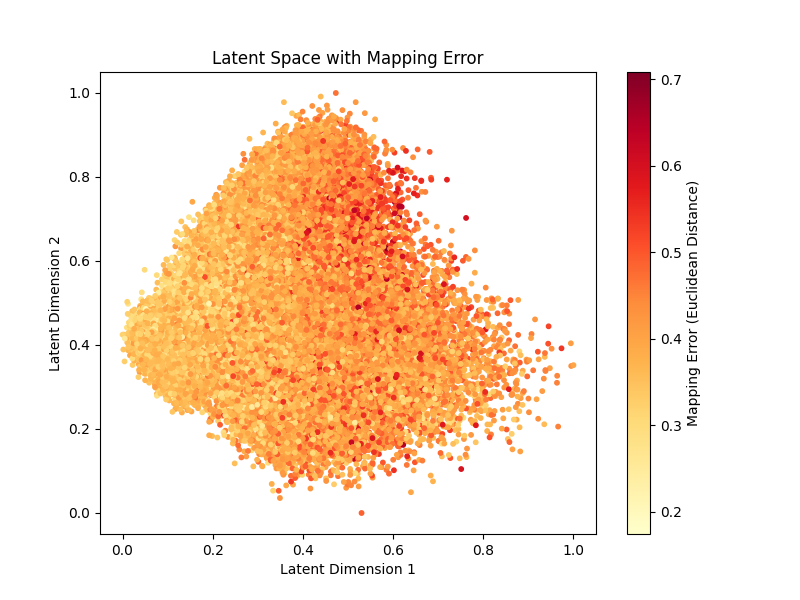 Latent Space with Mapping Error
1.0
0.8
0.6
0.4
0.2
0.0
Latent Dimension 2
0.0 0.2 0.4 0.6 0.8 1.0
Latent Dimension 1
0.7
0.6
0.5
0.4
0.3
0.2
Mapping Error (Euclidean Distance)